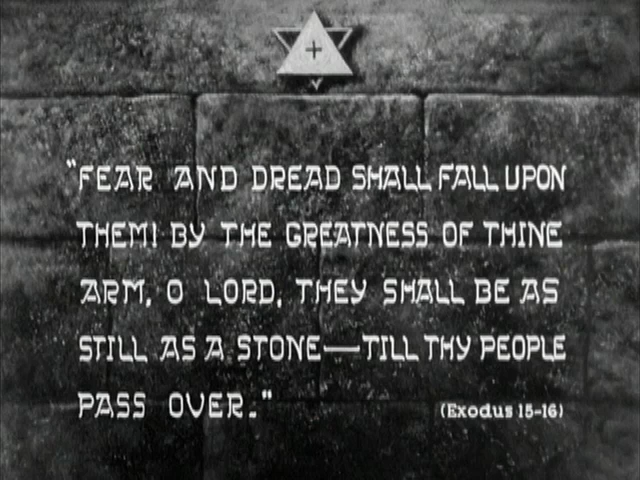 "FEAR AND DREAD SHALL FALL UPON
THEM! BY THE GREATNESS OF THINE
ARM, O LORD, THEY SHALL BE AS
STILL AS A STONE—TILL THY PEOPLE
PASS OVER."
(Exodus 15-16)